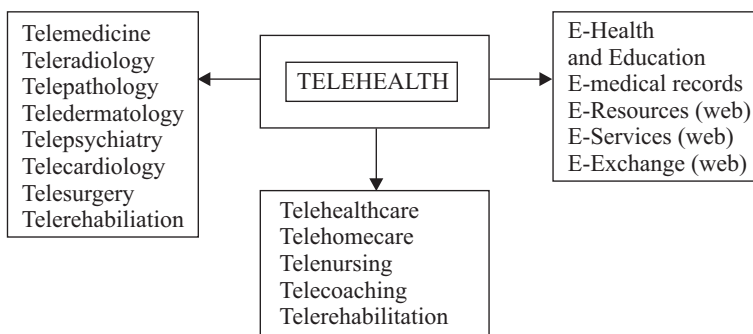 Telemedicine
Teleradiology
Telepathology
Teledermatology
Telepsychiatry
Telecardiology
Telesurgery
Telerehabiliation
TELEHEALTH
E-Health
and Education
E-medical records
E-Resources (web)
E-Services (web)
E-Exchange (web)
Telehealthcare
Telehomecare
Telenursing
Telecoaching
Telerehabilitation